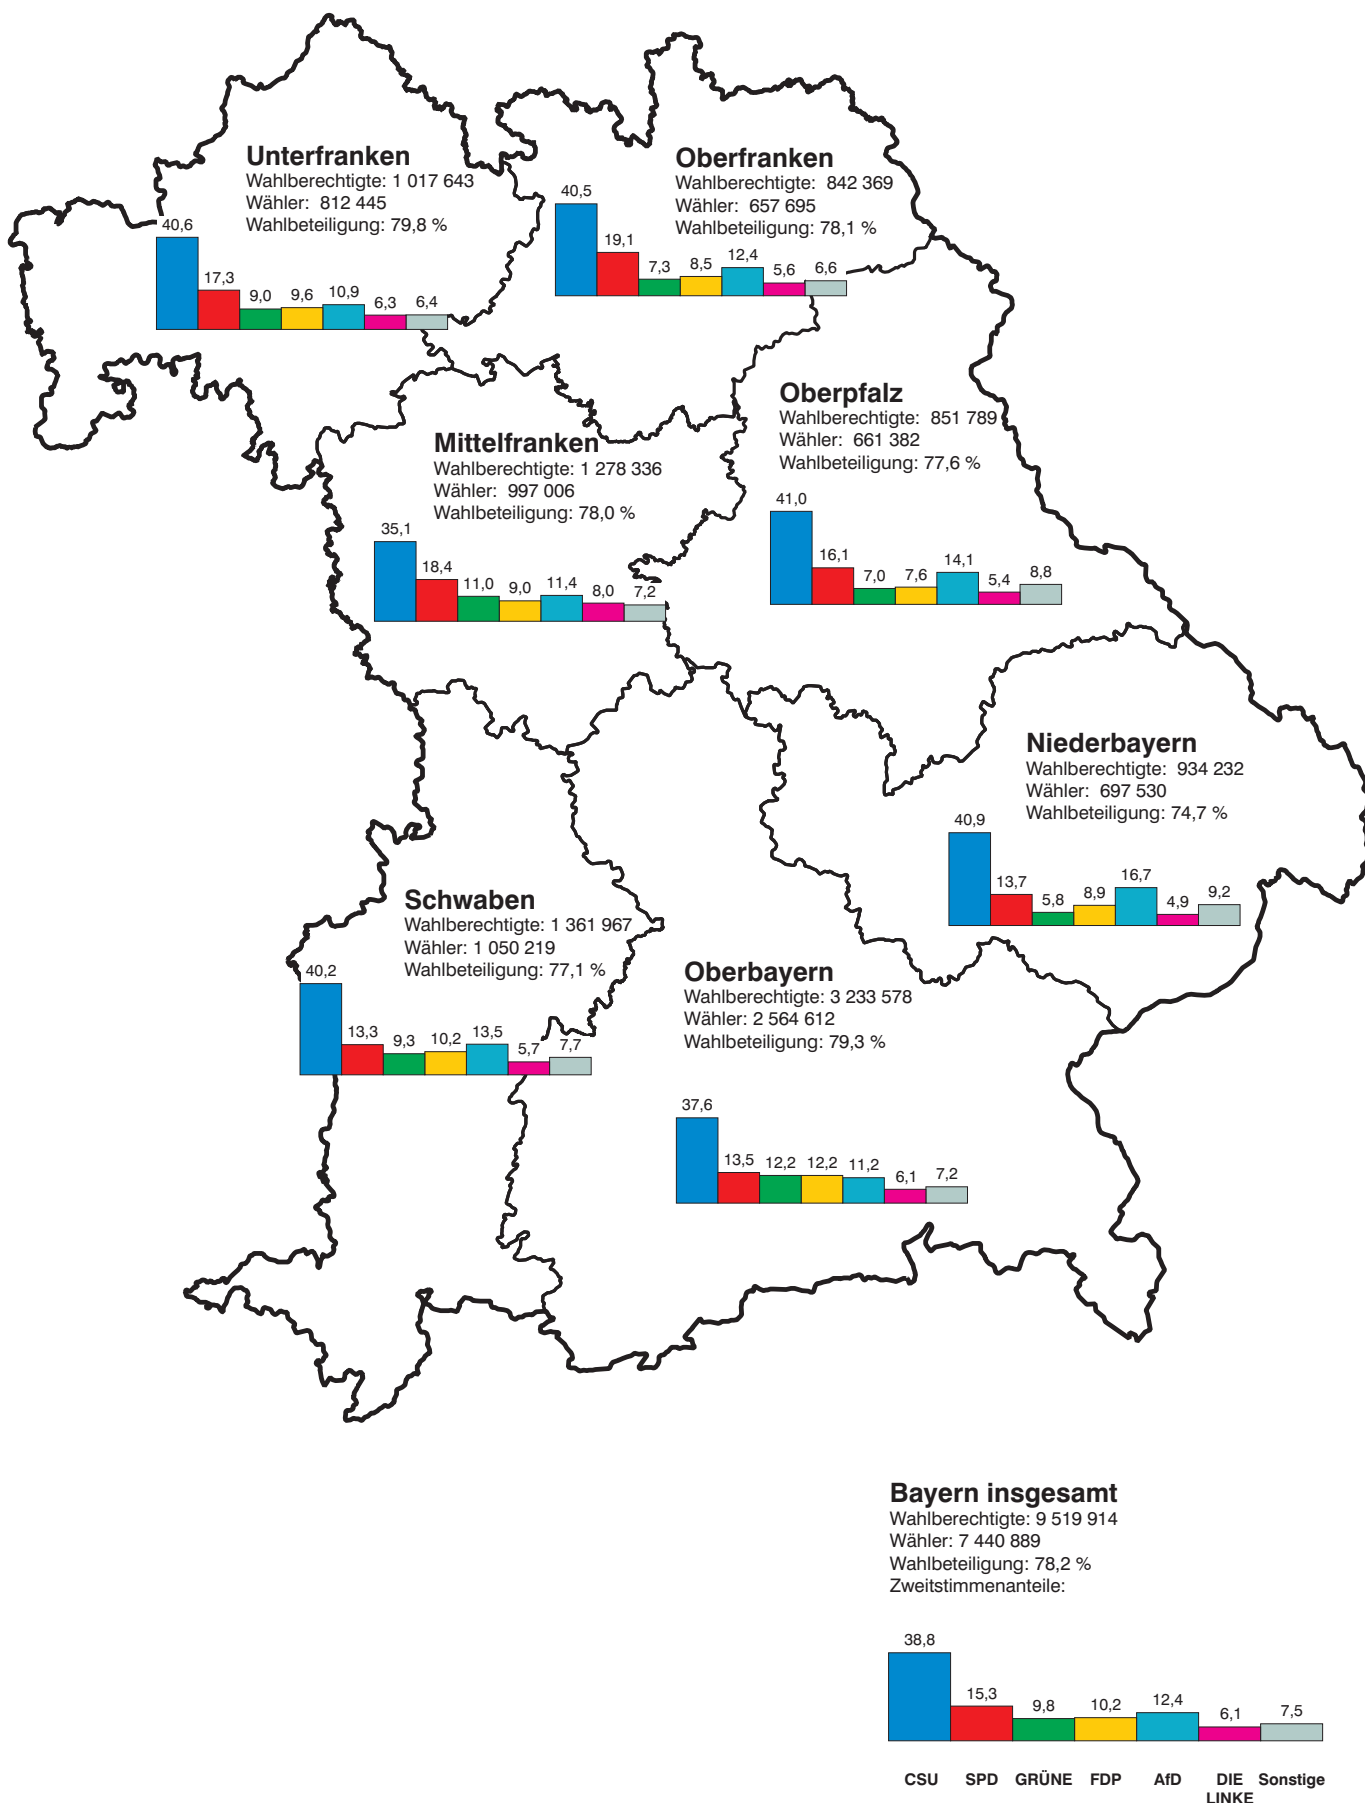 Unterfranken
Wahlberechtigte: 1 017 643
Wähler: 812 445
Wahlbeteiligung: 79,8 %
40,6
17,3
9,0
9,6
10,9
6,3
6,4
Oberfranken
Wahlberechtigte: 842 369
Wähler: 657 695
Wahlbeteiligung: 78,1 %
40,5
19,1
7,3
8,5
12,4
5,6
6,6
Oberpfalz
Wahlberechtigte: 851 789
Wähler: 661 382
Wahlbeteiligung: 77,6 %
41,0
16,1
7,0
7,6
14,1
5,4
8,8
Mittelfranken
Wahlberechtigte: 1 278 336
Wähler: 997 006
Wahlbeteiligung: 78,0 %
35,1
18,4
11,0
9,0
11,4
8,0
7,2
Niederbayern
Wahlberechtigte: 934 232
Wähler: 697 530
Wahlbeteiligung: 74,7 %
40,9
13,7
5,8
8,9
16,7
4,9
9,2
Schwaben
Wahlberechtigte: 1 361 967
Wähler: 1 050 219
Wahlbeteiligung: 77,1 %
40,2
13,3
9,3
10,2
13,5
5,7
7,7
Oberbayern
Wahlberechtigte: 3 233 578
Wähler: 2 564 612
Wahlbeteiligung: 79,3 %
37,6
13,5
12,2
12,2
11,2
6,1
7,2
Bayern insgesamt
Wahlberechtigte: 9 519 914
Wähler: 7 440 889
Wahlbeteiligung: 78,2 %
Zweitstimmenanteile:
38,8
15,3
9,8
10,2
12,4
6,1
7,5
CSU
SPD
GRÜNE
FDP
AfD
DIE
LINKE
Sonstige